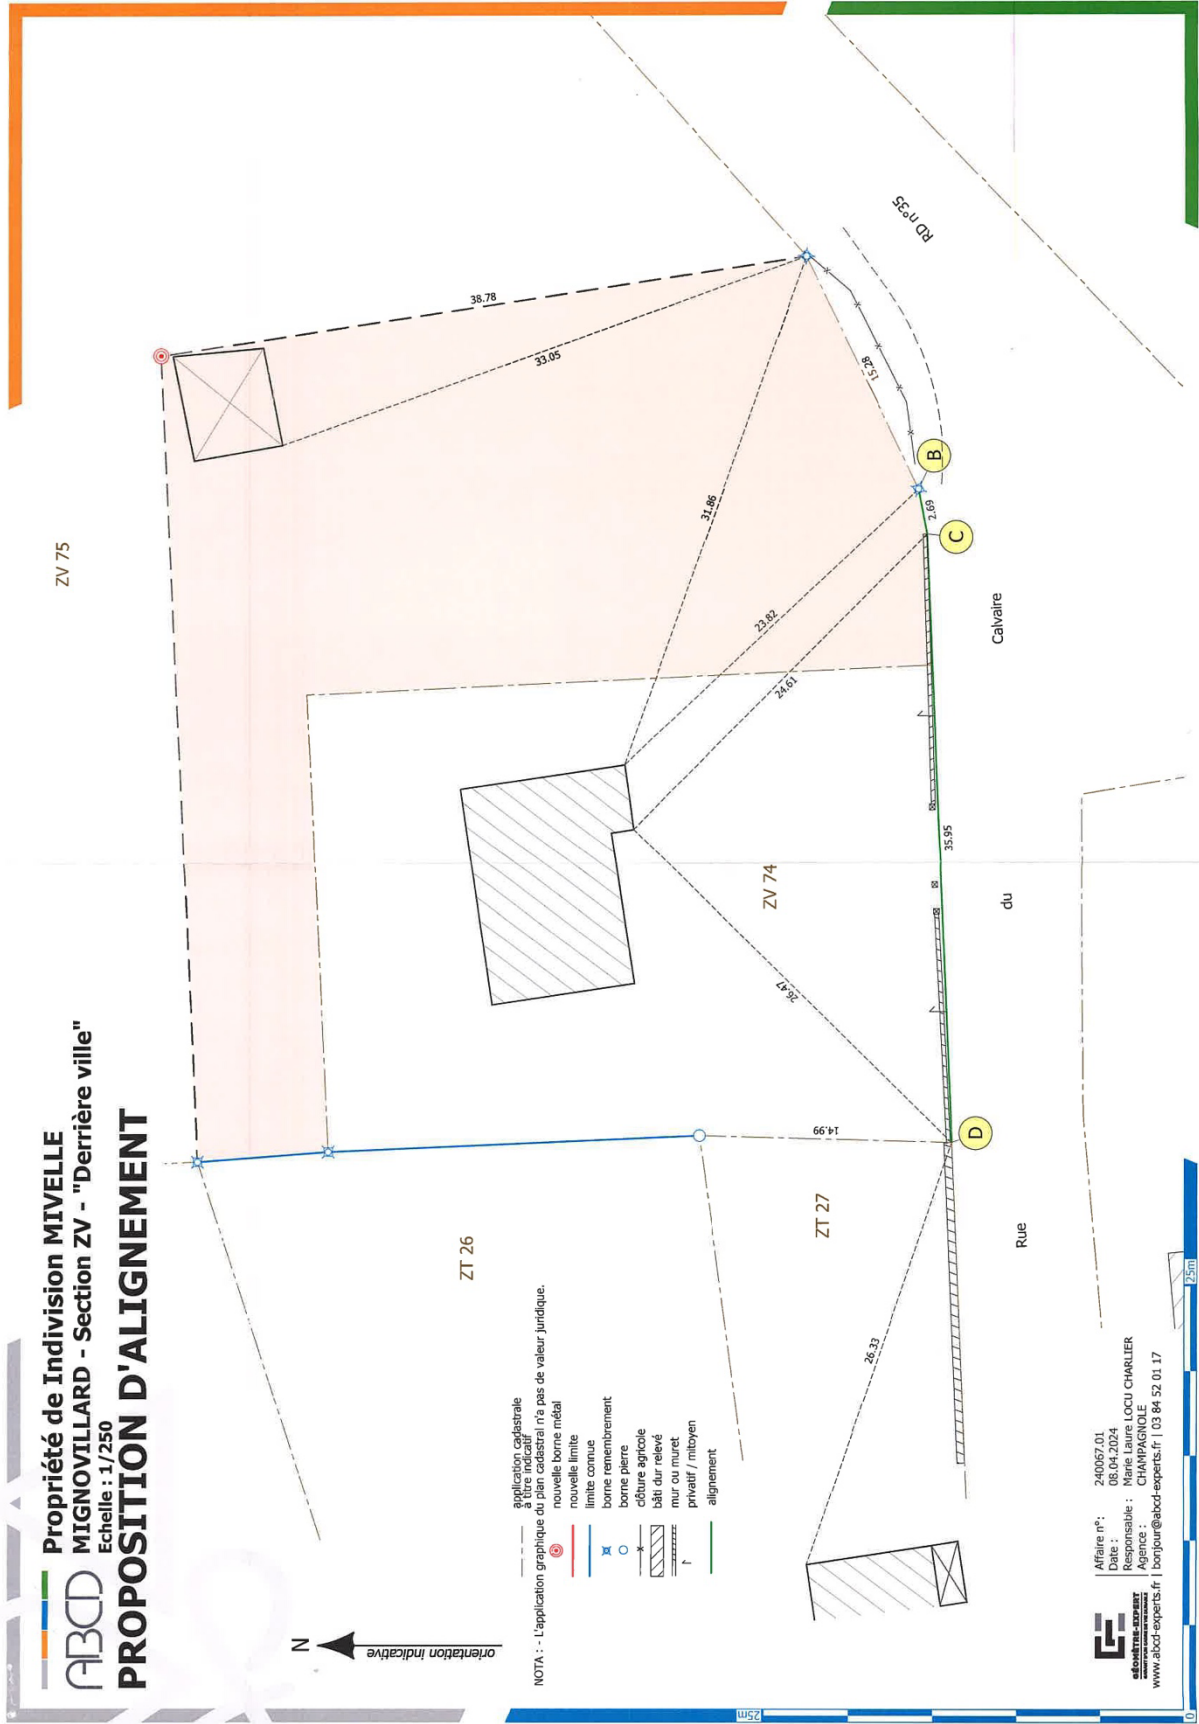 ABCD
Propriété de Indivision MIVELLE
MIGNOVILLARD - Section ZV - "Derrière ville"
Echelle : 1/250
PROPOSITION D'ALIGNEMENT
ZV 75
N
orientation indicative
38.78
33.05
31.86
15.28
RD n°35
B
2.69
C
23.82
24.61
Calvaire
ZV 74
35.95
du
26.47
14.99
D
ZT 26
ZT 27
Rue
26.33
application cadastrale
à titre indicatif
NOTA : - L'application graphique du plan cadastral n'a pas de valeur juridique.
nouvelle borne métal
nouvelle limite
limite connue
borne remembrement
borne pierre
clôture agricole
bâti dur relevé
mur ou muret
privatif / mitoyen
alignement
Affaire n°: 240067.01
Date : 08.04.2024
Responsable : Marie Laure LOCU CHARLIER
Agence : CHAMPAGNOLE
GÉOMÈTRE-EXPERT
www.abcd-experts.fr | bonjour@abcd-experts.fr | 03 84 52 01 17
25m
0
25m